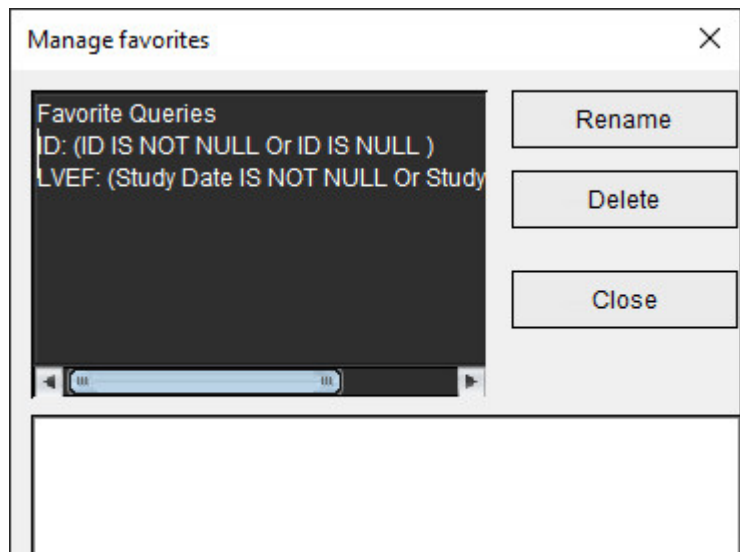 Manage favorites
Favorite Queries
ID: (ID IS NOT NULL Or ID IS NULL )
LVEF: (Study Date IS NOT NULL Or Study
Rename
Delete
Close